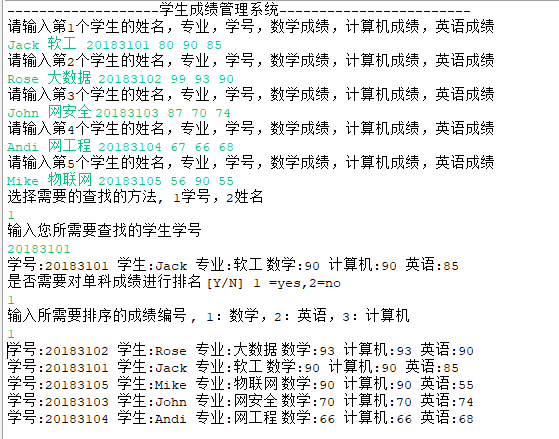 -------------------学生成绩管理系统------------------------
请输入第1个学生的姓名，专业，学号，数学成绩，计算机成绩，英语成绩
Jack 软工 20183101 80 90 85
请输入第2个学生的姓名，专业，学号，数学成绩，计算机成绩，英语成绩
Rose 大数据 20183102 99 93 90
请输入第3个学生的姓名，专业，学号，数学成绩，计算机成绩，英语成绩
John 网安全 20183103 87 70 74
请输入第4个学生的姓名，专业，学号，数学成绩，计算机成绩，英语成绩
Andi 网工程 20183104 67 66 68
请输入第5个学生的姓名，专业，学号，数学成绩，计算机成绩，英语成绩
Mike 物联网 20183105 56 90 55
选择需要的查找的方法, 1学号，2姓名
1
输入您所需要查找的学生学号
20183101
学号:20183101 学生:Jack 专业:软工 数学:90 计算机:90 英语:85
是否需要对单科成绩进行排名 [Y/N] 1 =yes,2=no
1
输入所需要排序的成绩编号, 1: 数学, 2: 英语, 3: 计算机
1
学号:20183102 学生:Rose 专业:大数据 数学:93 计算机:93 英语:90
学号:20183101 学生:Jack 专业:软工 数学:90 计算机:90 英语:85
学号:20183105 学生:Mike 专业:物联网 数学:90 计算机:90 英语:55
学号:20183103 学生:John 专业:网安全 数学:70 计算机:70 英语:74
学号:20183104 学生:Andi 专业:网工程 数学:66 计算机:66 英语:68